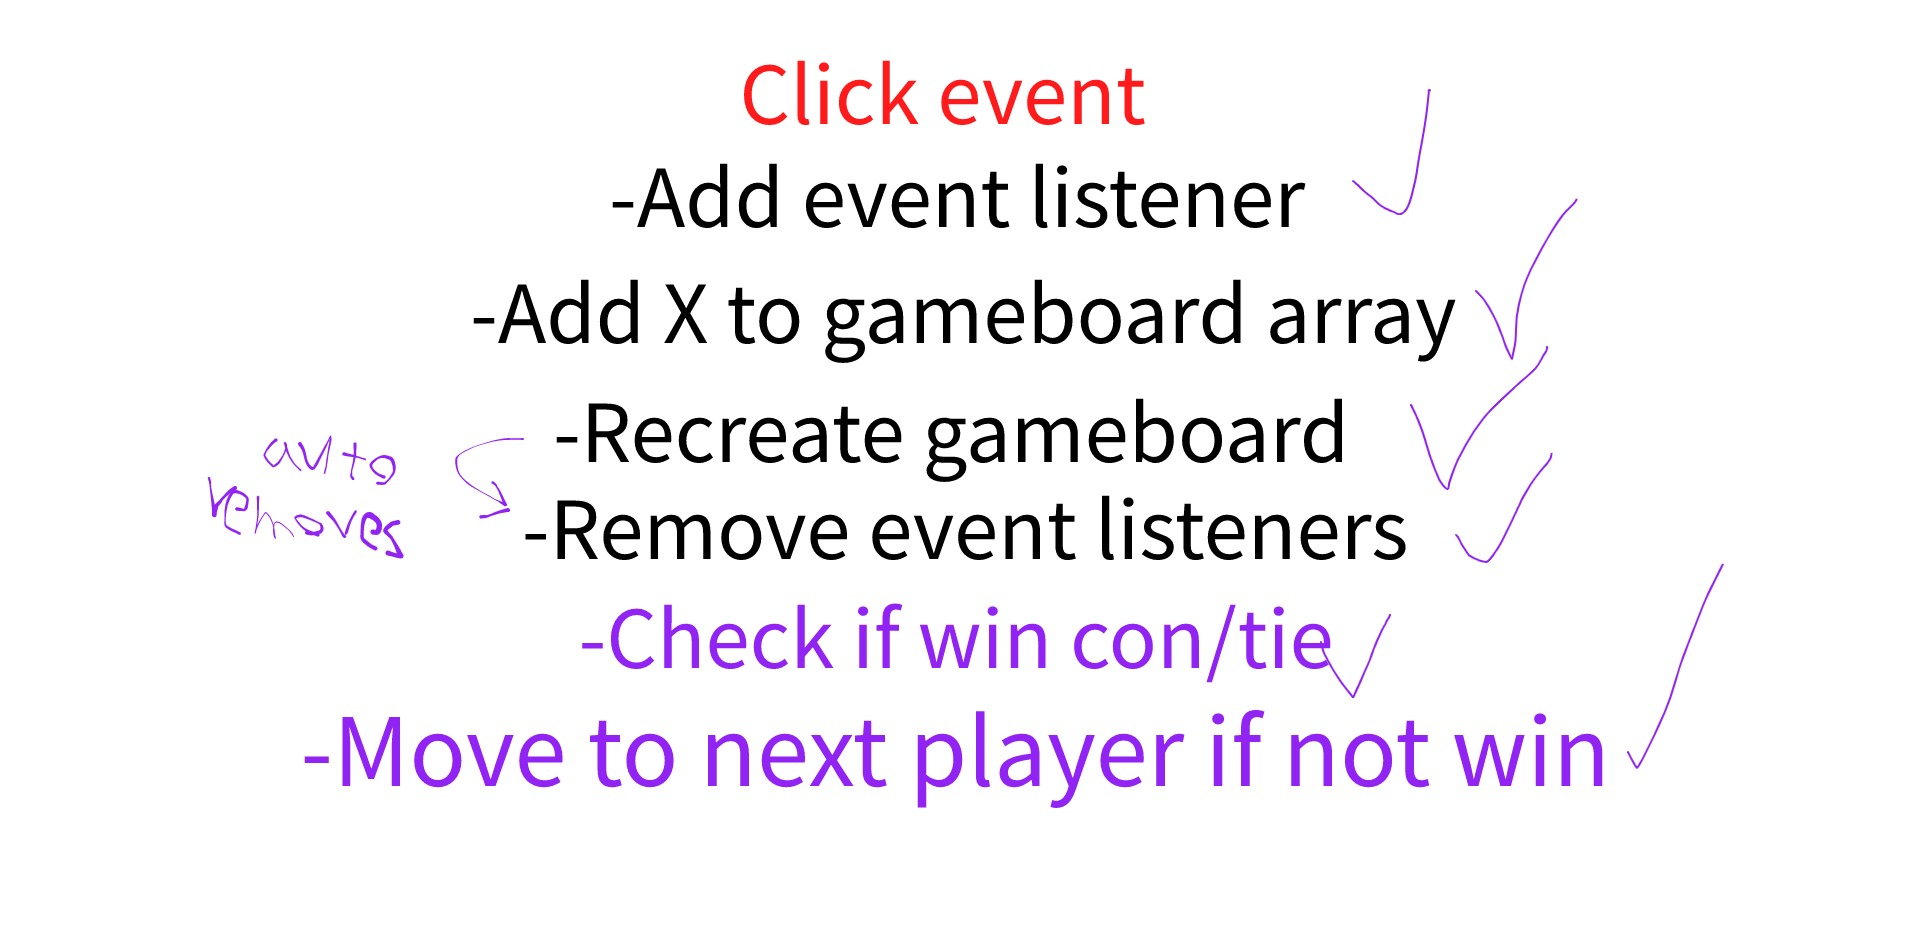 Click event
-Add event listener
-Add X to gameboard array
-Recreate gameboard
auto
removes
-Remove event listeners
-Check if win con/tie
-Move to next player if not win